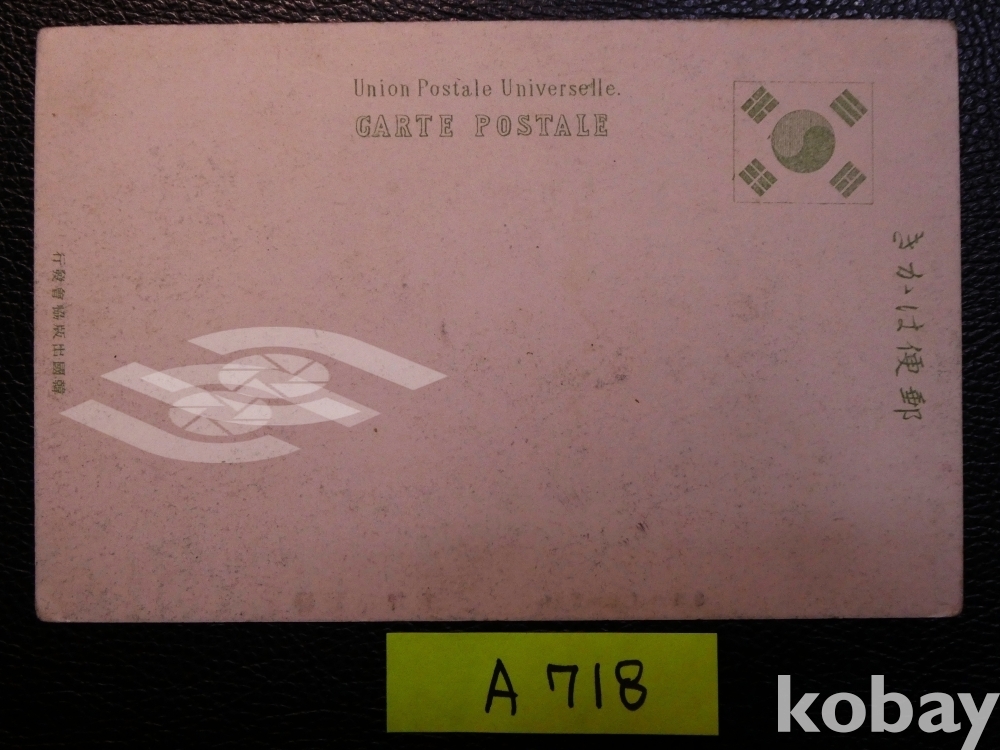 Union Postale Universelle.
CARTE POSTALE
郵便はかき
韓國出版協會發行
A 718
kobay